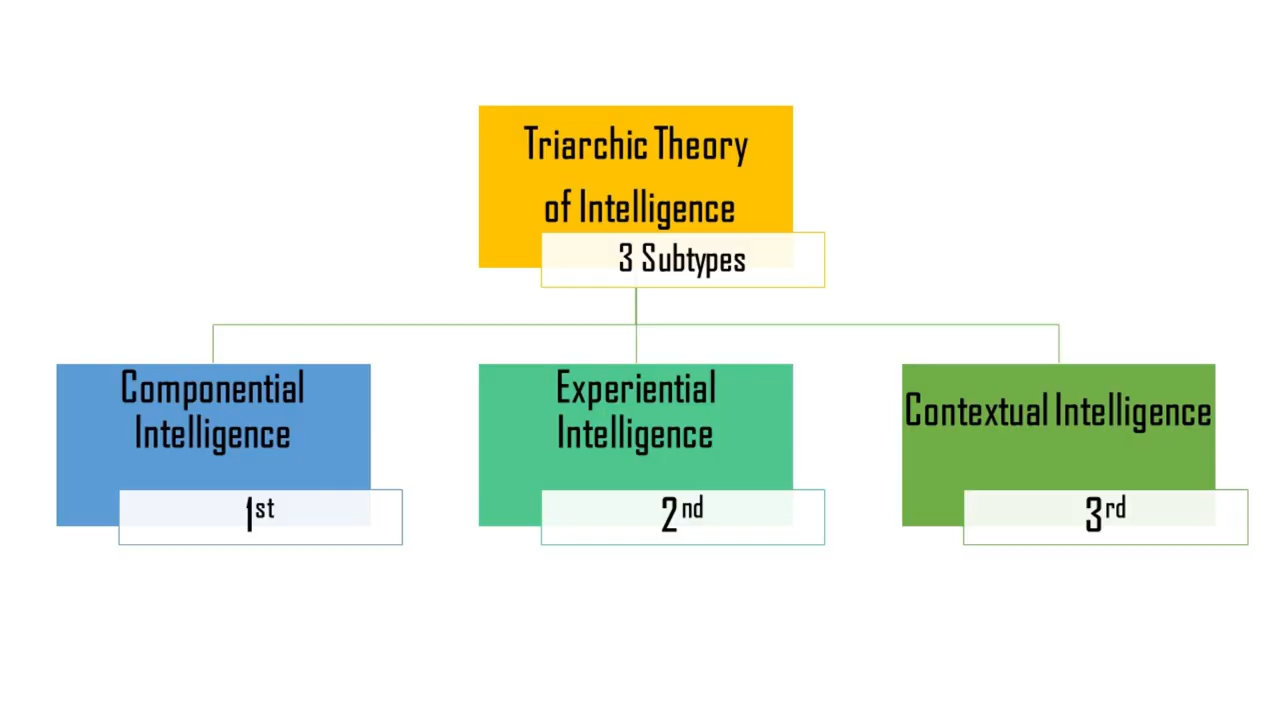 Triarchic Theory
of Intelligence
3 Subtypes
Componential
Intelligence
1st
Experiential
Intelligence
2nd
Contextual Intelligence
3rd